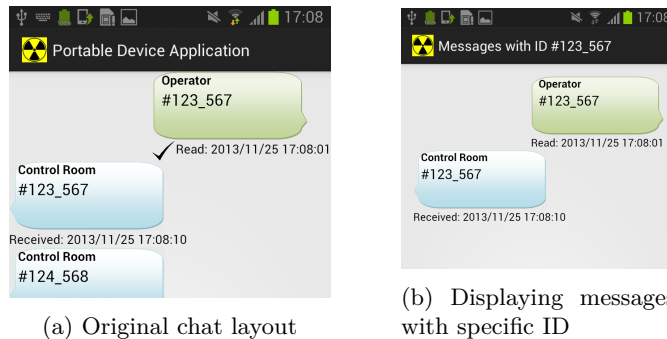 17:08
Portable Device Application
Operator
#123_567
Read: 2013/11/25 17:08:01
Control Room
#123_567
Received: 2013/11/25 17:08:10
Control Room
#124_568
(a) Original chat layout
17:08
Messages with ID #123_567
Operator
#123_567
Read: 2013/11/25 17:08:01
Control Room
#123_567
Received: 2013/11/25 17:08:10
(b) Displaying messages
with specific ID